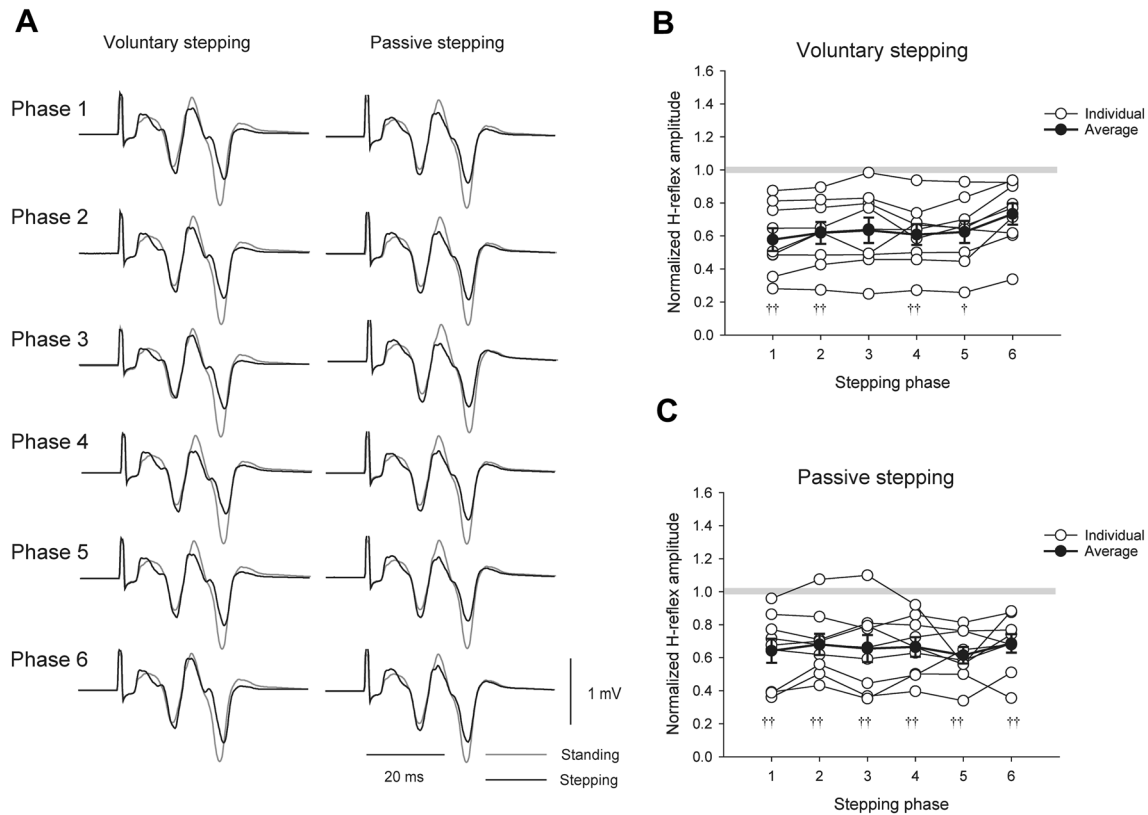 A
Voluntary stepping
Passive stepping
Phase 1
Phase 2
Phase 3
Phase 4
Phase 5
Phase 6
1 mV
20 ms
Standing
Stepping
B
Voluntary stepping
Normalized H-reflex amplitude
1.6
1.4
1.2
1.0
0.8
0.6
0.4
0.2
0.0
†† †† †† †
1 2 3 4 5 6
Stepping phase
Individual
Average
C
Passive stepping
Normalized H-reflex amplitude
1.6
1.4
1.2
1.0
0.8
0.6
0.4
0.2
0.0
†† †† †† †† †† ††
1 2 3 4 5 6
Stepping phase
Individual
Average